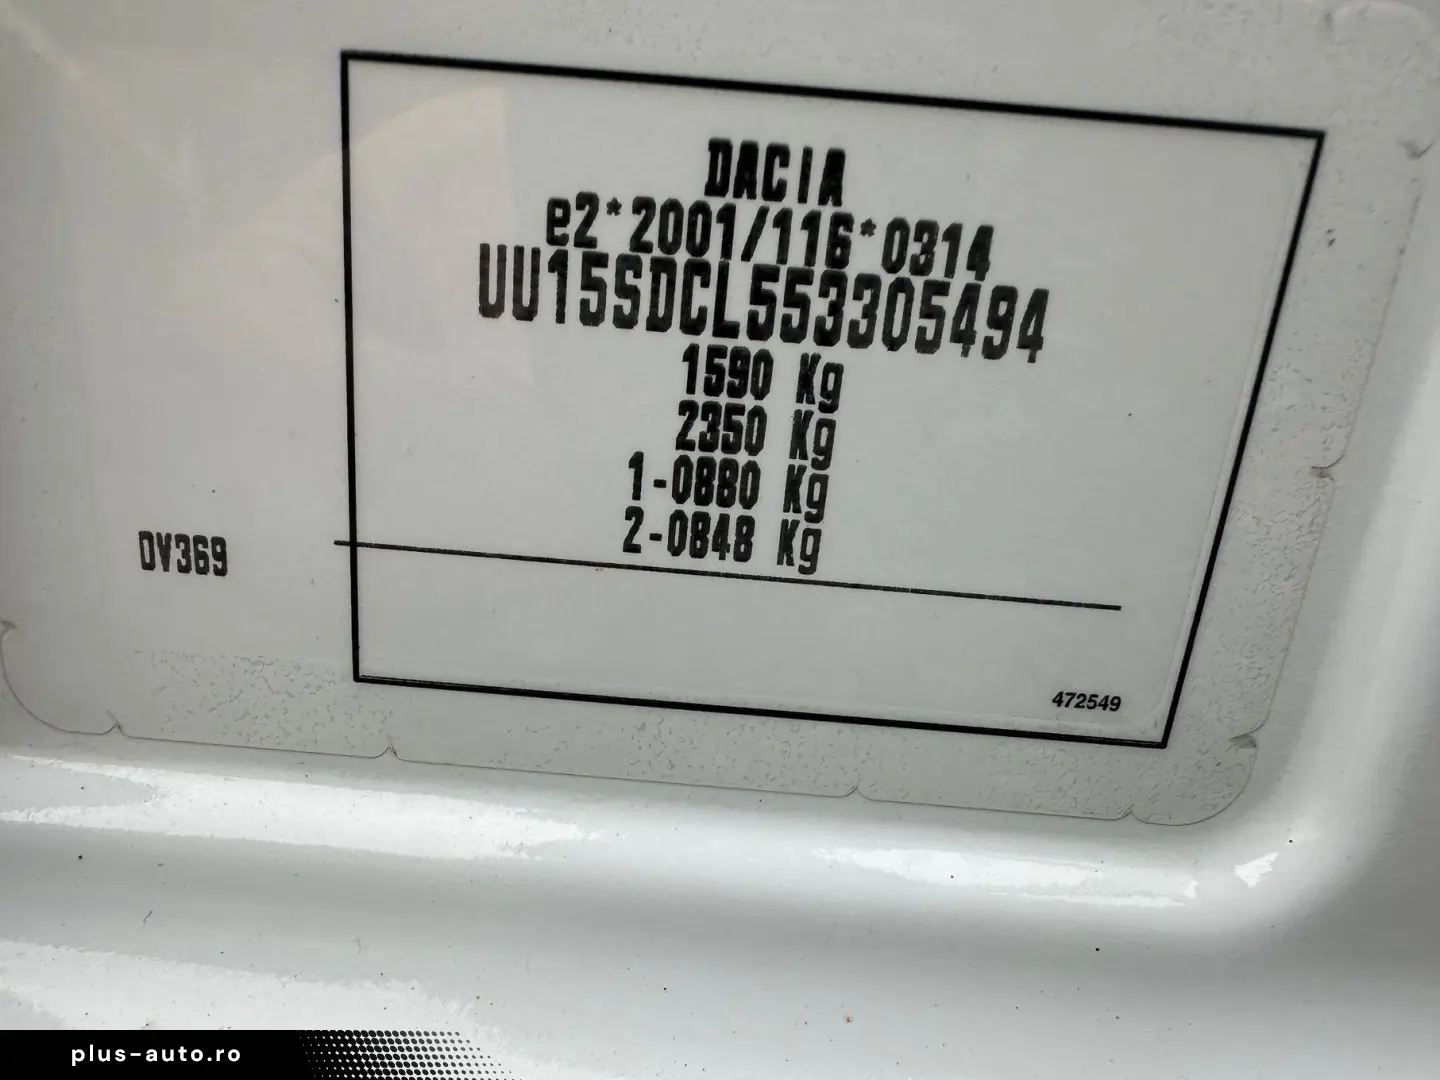 DACIA
e2*2001/116*0314
UU15SDCL553305494
1590 Kg
2350 Kg
1-0880 Kg
2-0848 Kg
0V369
472549
plus-auto.ro